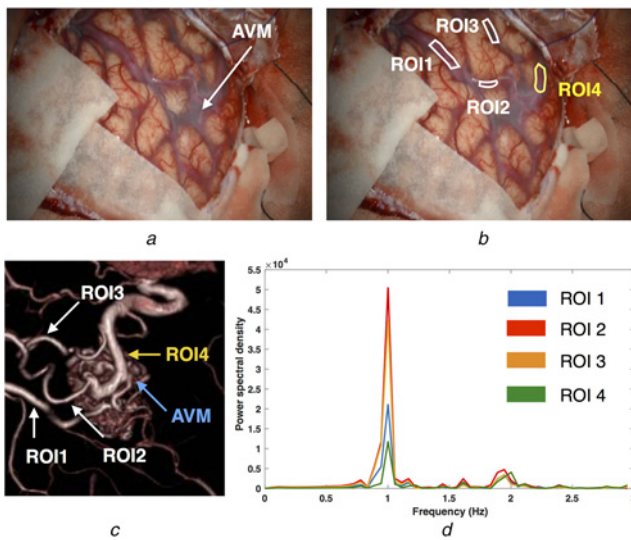 AVM
a
ROI3
ROI1
ROI2
ROI4
b
ROI3
ROI4
AVM
ROI1
ROI2
c
×10⁴
5.5
5
4.5
4
3.5
3
2.5
2
1.5
1
0.5
0
Power spectral density
0 0.5 1 1.5 2 2.5
Frequency (Hz)
ROI 1
ROI 2
ROI 3
ROI 4
d